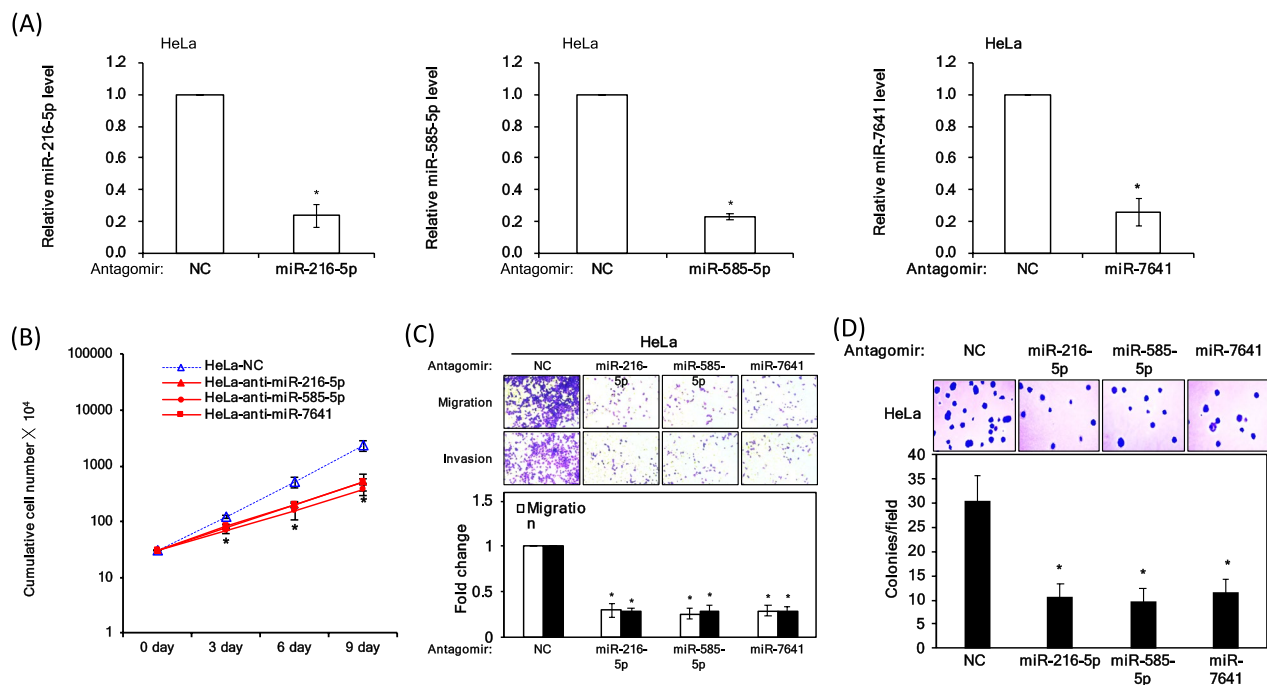 (A)
HeLa
Relative miR-216-5p level
1.2
1.0
0.8
0.6
0.4
0.2
0.0
*
Antagomir: NC miR-216-5p
HeLa
Relative miR-585-5p level
1.2
1.0
0.8
0.6
0.4
0.2
0.0
*
Antagomir: NC miR-585-5p
HeLa
Relative miR-7641 level
1.2
1.0
0.8
0.6
0.4
0.2
0.0
*
Antagomir: NC miR-7641
(B)
Cumulative cell number × 10⁴
100000
10000
1000
100
10
1
HeLa-NC
HeLa-anti-miR-216-5p
HeLa-anti-miR-585-5p
HeLa-anti-miR-7641
* * *
0 day 3 day 6 day 9 day
(C)
HeLa
Antagomir: NC miR-216- miR-585- miR-7641
5p 5p
Migration
Invasion
Fold change
1.5
1
0.5
0
Migratio
n
* * * * * *
Antagomir: NC miR-216- miR-585- miR-7641
5p 5p
(D)
Antagomir: NC miR-216- miR-585- miR-7641
5p 5p
HeLa
Colonies/field
40
35
30
25
20
15
10
5
0
* * *
NC miR-216-5p miR-585- miR-
5p 7641